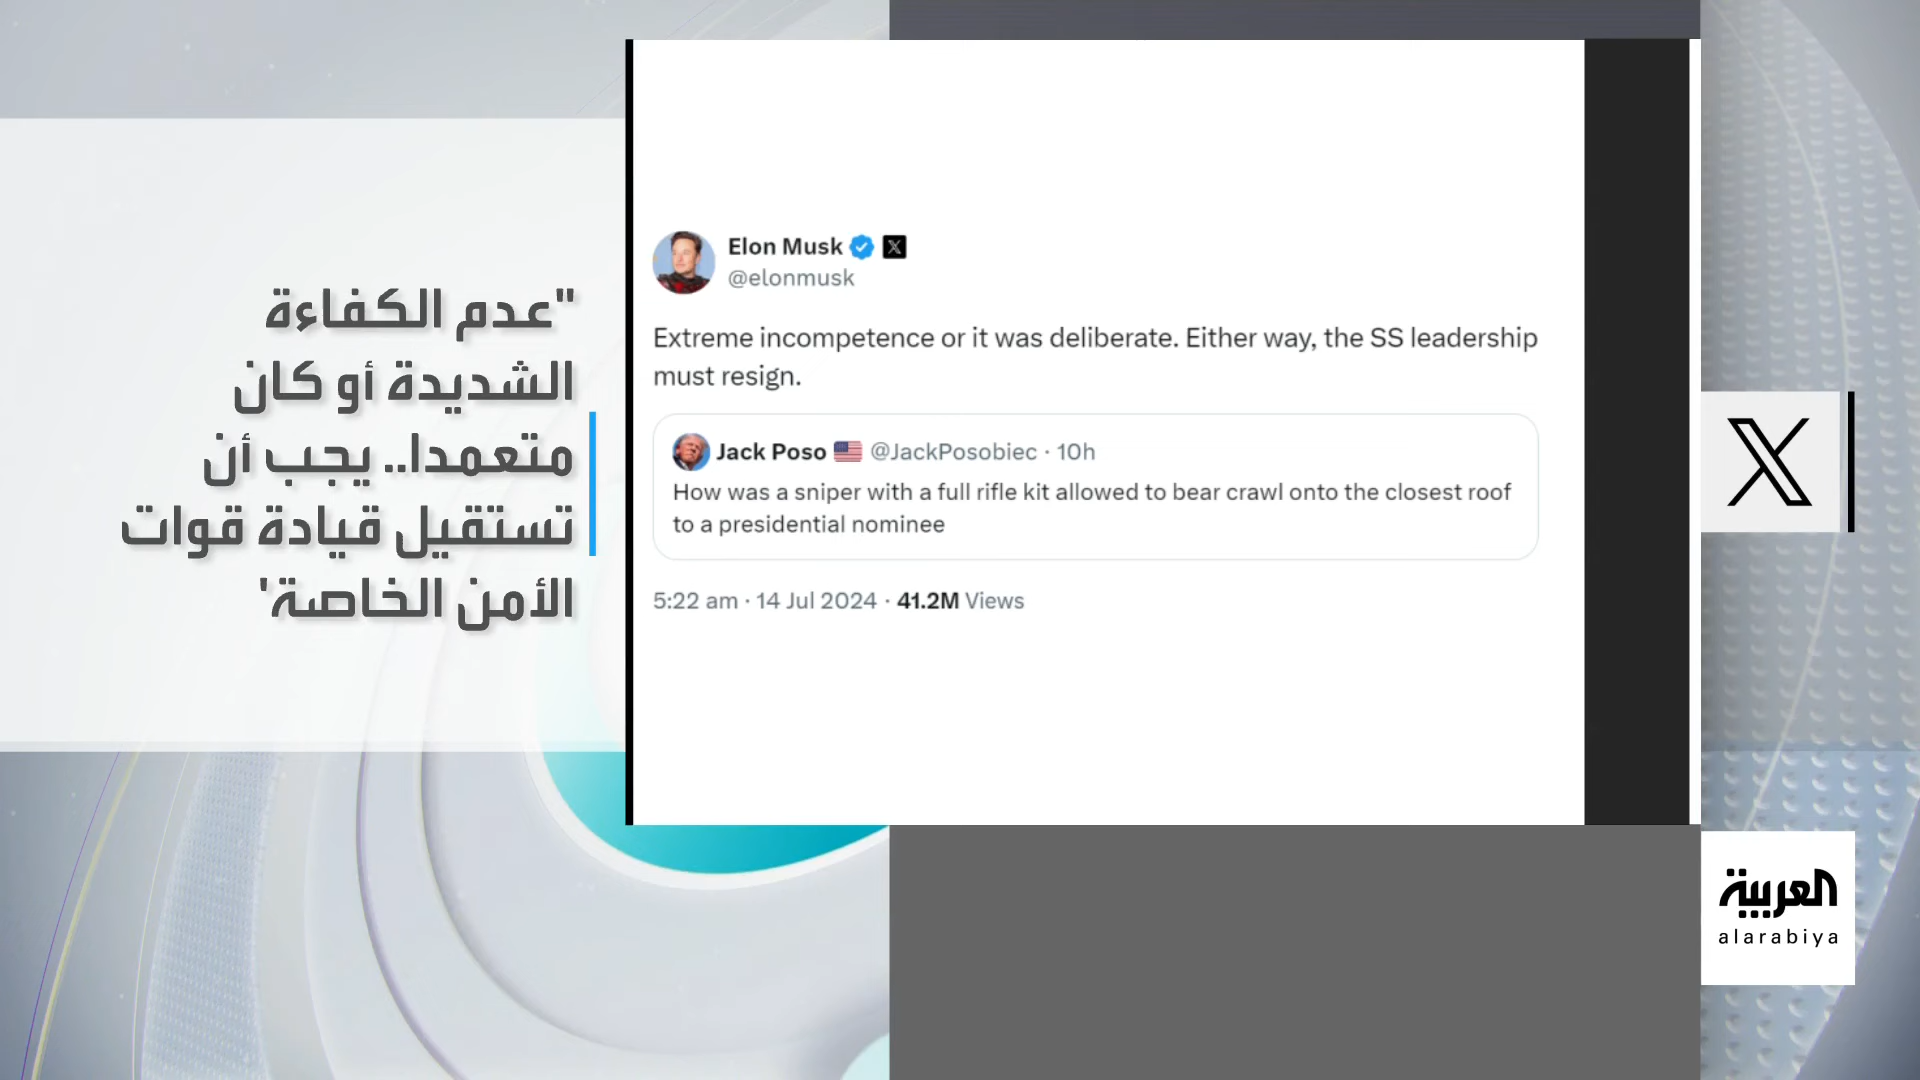 "عدم الكفاءة
الشديدة أو كان
متعمدا.. يجب أن
تستقيل قيادة قوات
الأمن الخاصة'
Elon Musk
@elonmusk
Extreme incompetence or it was deliberate. Either way, the SS leadership
must resign.
Jack Poso 🇺🇸 @JackPosobiec · 10h
How was a sniper with a full rifle kit allowed to bear crawl onto the closest roof
to a presidential nominee
5:22 am · 14 Jul 2024 · 41.2M Views
العربية
alarabiya